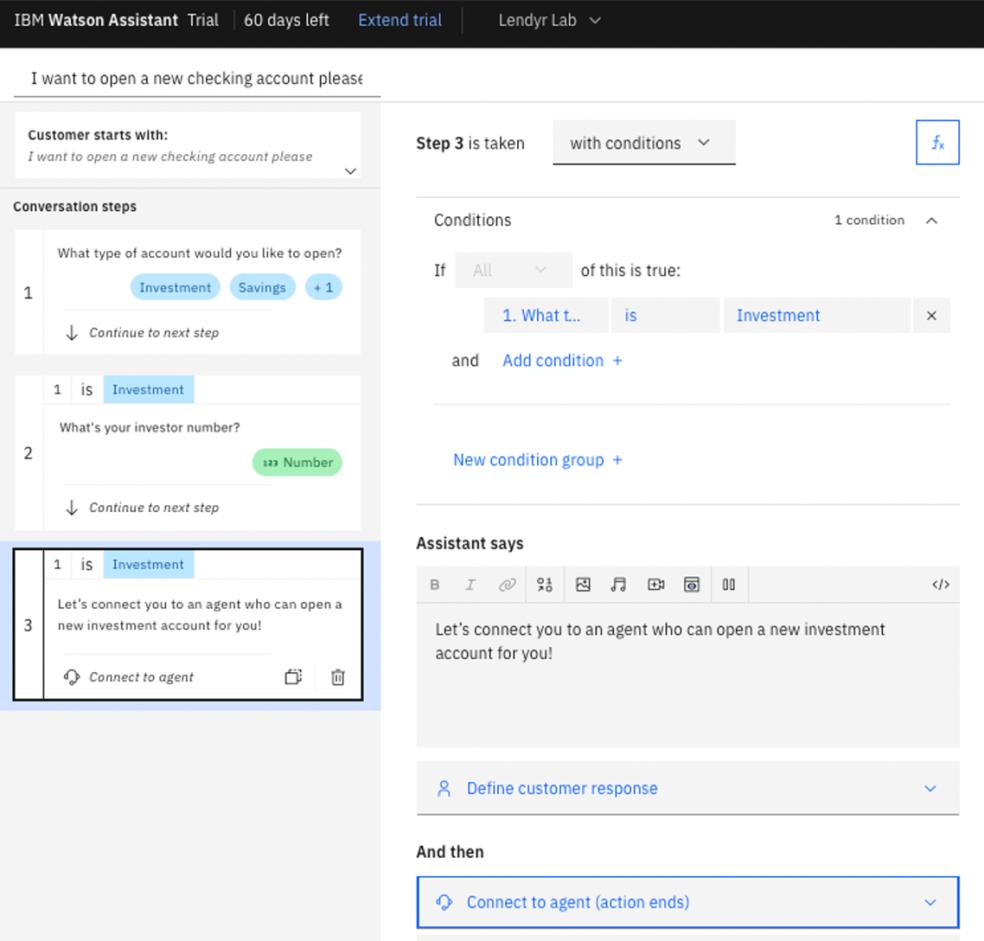 IBM Watson Assistant Trial 60 days left Extend trial Lendyr Lab
I want to open a new checking account please
Customer starts with:
I want to open a new checking account please
Conversation steps
1
What type of account would you like to open?
Investment Savings + 1
Continue to next step
2
1 is Investment
What's your investor number?
123 Number
Continue to next step
3
1 is Investment
Let's connect you to an agent who can open a
new investment account for you!
Connect to agent
Step 3 is taken with conditions fx
Conditions 1 condition
If All of this is true:
1. What t... is Investment ×
and Add condition +
New condition group +
Assistant says
B I </>
Let's connect you to an agent who can open a new investment
account for you!
Define customer response
And then
Connect to agent (action ends)